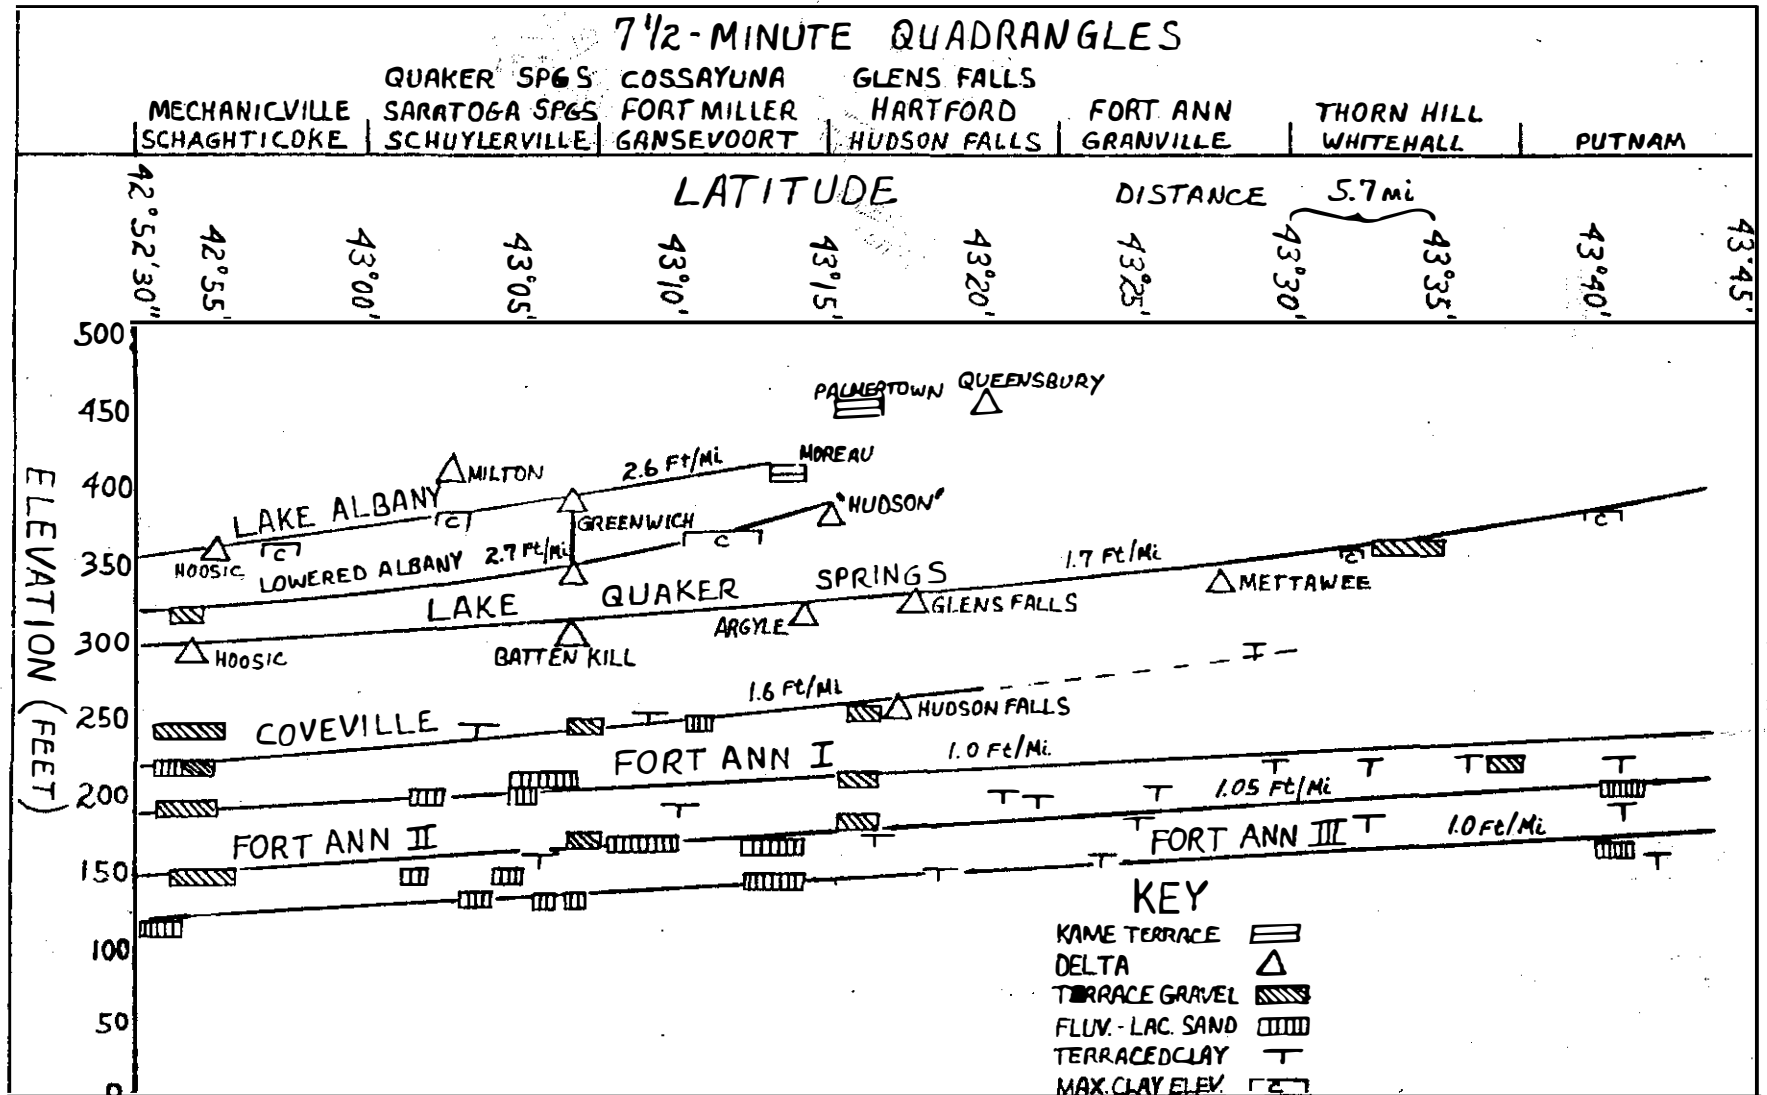 7 1/2-MINUTE QUADRANGLES
QUAKER SPGS COSSAYUNA GLENS FALLS
MECHANICVILLE SARATOGA SPGS FORT MILLER HARTFORD FORT ANN THORN HILL
SCHAGHTICOKE SCHUYLERVILLE GANSEVOORT HUDSON FALLS GRANVILLE WHITEHALL PUTNAM
LATITUDE DISTANCE 5.7 mi
42°52'30" 42°55' 43°00' 43°05' 43°10' 43°15' 43°20' 43°25' 43°30' 43°35' 43°40' 43°45'
ELEVATION (FEET)
500
450
400
350
300
250
200
150
100
50
0
PALMERTOWN QUEENSBURY
MILTON 2.6 Ft/Mi MOREAU
LAKE ALBANY C C GREENWICH "HUDSON"
HOOSIC
LOWERED ALBANY 2.7 Ft/Mi C
LAKE QUAKER SPRINGS 1.7 Ft/Mi C C
HOOSIC BATTEN KILL ARGYLE GLENS FALLS METTAWEE
COVEVILLE 1.6 Ft/Mi HUDSON FALLS
FORT ANN I 1.0 Ft/Mi.
FORT ANN II 1.05 Ft/Mi
FORT ANN III 1.0 Ft/Mi
KEY
KAME TERRACE
DELTA
TERRACE GRAVEL
FLUV.-LAC. SAND
TERRACED CLAY
MAX. CLAY ELEV. C